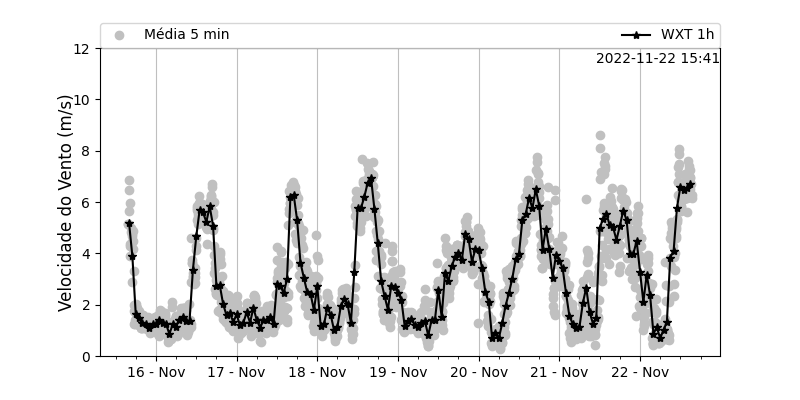 Média 5 min
WXT 1h
2022-11-22 15:41
Velocidade do Vento (m/s)
12
10
8
6
4
2
0
16 - Nov 17 - Nov 18 - Nov 19 - Nov 20 - Nov 21 - Nov 22 - Nov